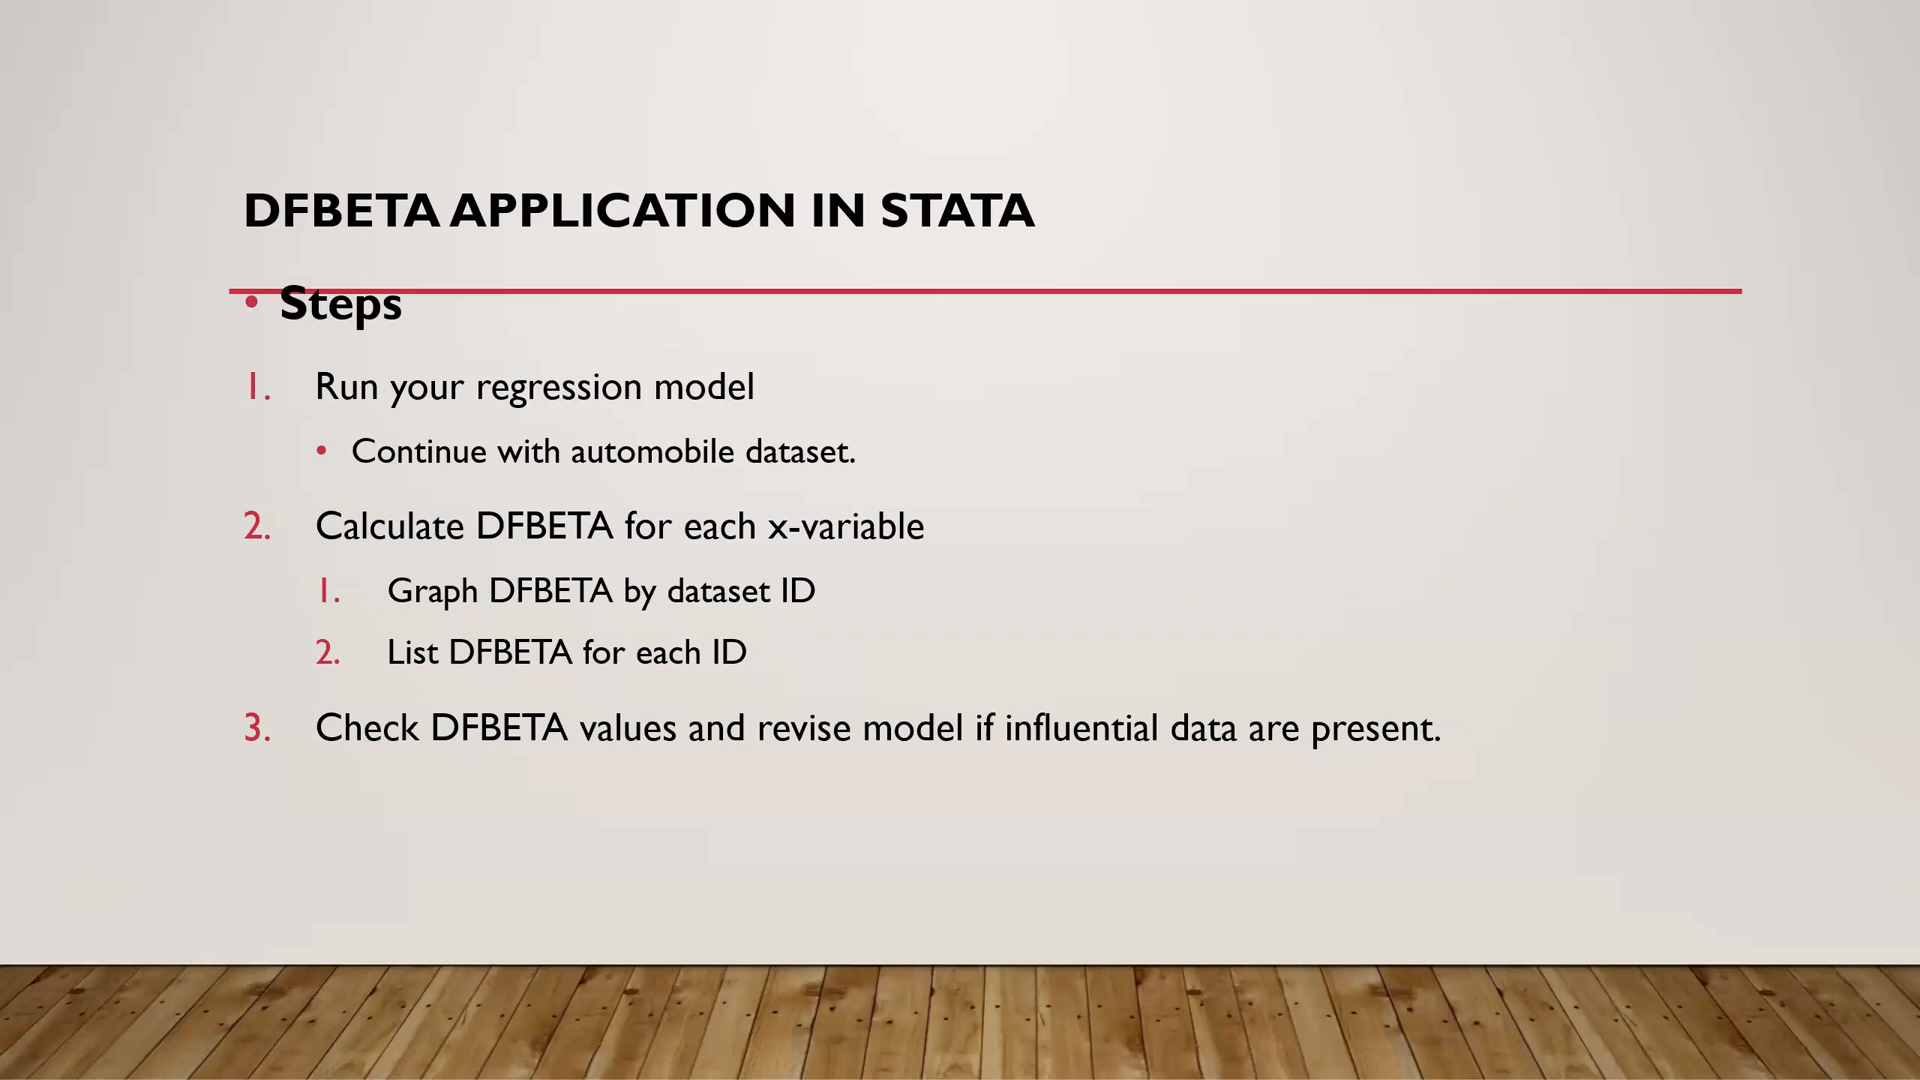 DFBETA APPLICATION IN STATA
• Steps
1. Run your regression model
• Continue with automobile dataset.
2. Calculate DFBETA for each x-variable
1. Graph DFBETA by dataset ID
2. List DFBETA for each ID
3. Check DFBETA values and revise model if influential data are present.